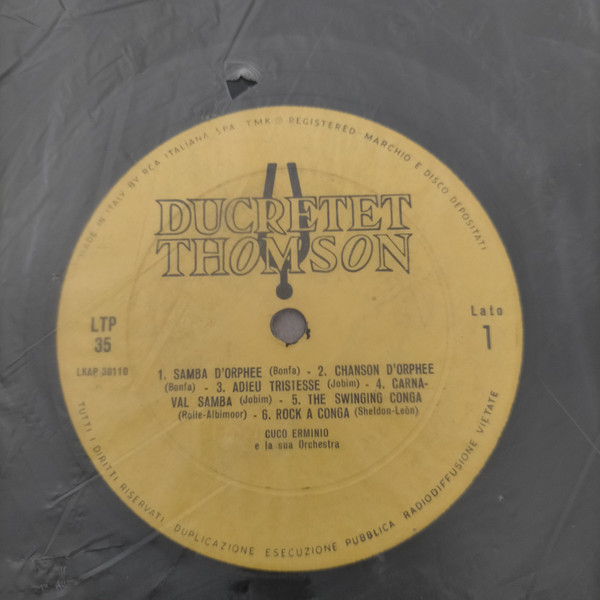 MADE IN ITALY BY RCA ITALIANA SPA TMK ® REGISTERED - MARCHIO E DISCO DEPOSITATI
DUCRETET
THOMSON
LTP
35
LKAP-30110
Lato
1
1. SAMBA D'ORPHEE (Bonfa) - 2. CHANSON D'ORPHEE
(Bonfa) - 3. ADIEU TRISTESSE (Jobim) - 4. CARNA-
VAL SAMBA (Jobim) - 5. THE SWINGING CONGA
(Rolle-Albimoor) - 6. ROCK A CONGA (Sheldon-Leòn)
CUCO ERMINIO
e la sua Orchestra
TUTTI I DIRITTI RISERVATI DUPLICAZIONE ESECUZIONE PUBBLICA RADIODIFFUSIONE VIETATE